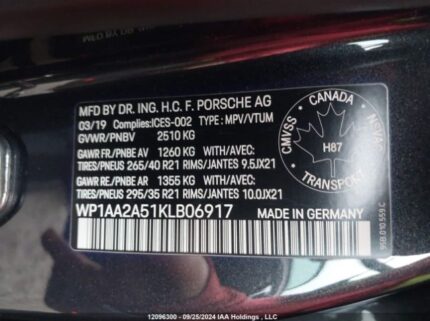 MFD BY DR. ING. H.C. F. PORSCHE AG
03/19 Complies:ICES-002 TYPE : MPV/VTUM
GVWR/PNBV 2510 KG
GAWR FR./PNBE AV 1260 KG WITH/AVEC:
TIRES/PNEUS 265/40 R21 RIMS/JANTES 9.5JX21
GAWR RE./PNBE AR 1355 KG WITH/AVEC:
TIRES/PNEUS 295/35 R21 RIMS/JANTES 10.0JX21
WP1AA2A51KLB06917 MADE IN GERMANY
CANADA
CMVSS
H87
TRANSPORT
95B 010 559 C
12096300 - 09/25/2024 IAA Holdings , LLC